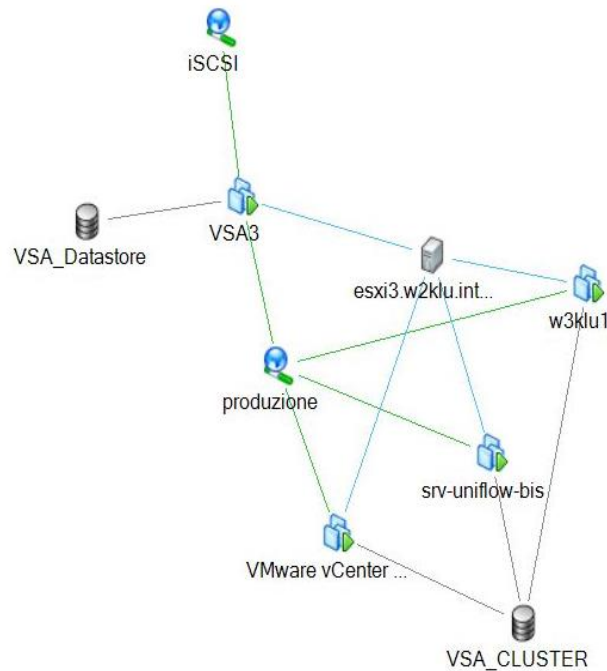 iSCSI
VSA_Datastore
VSA3
esxi3.w2klu.int...
w3klu1
produzione
srv-uniflow-bis
VMware vCenter ...
VSA_CLUSTER